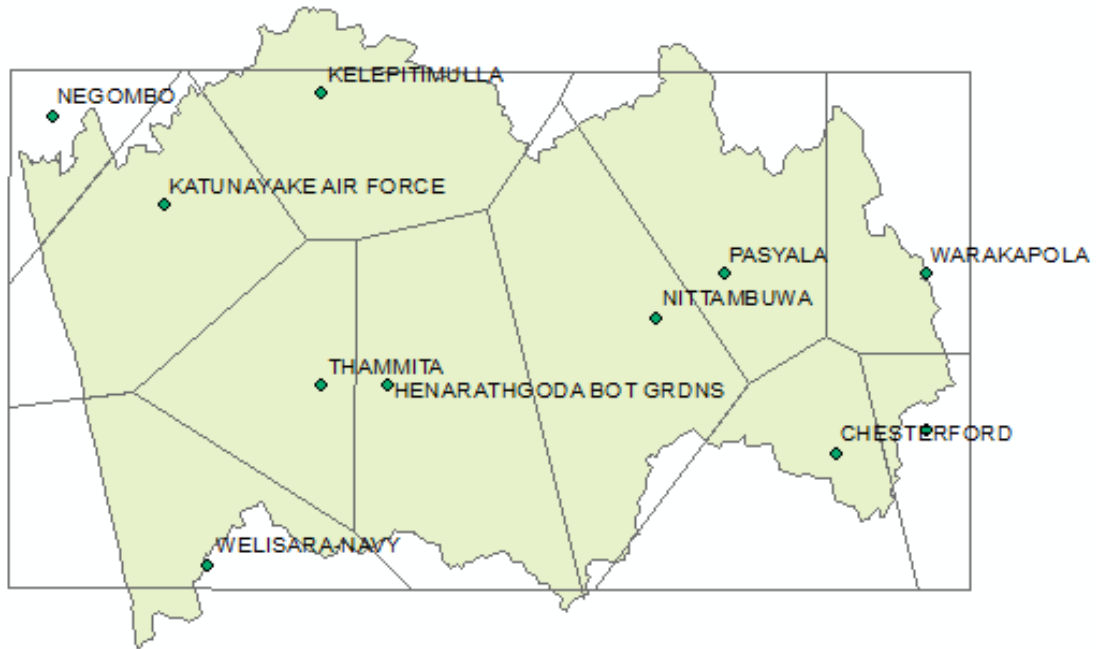 KELEPITIMULLA
NEGOMBO
KATUNAYAKE AIR FORCE
PASYALA
WARAKAPOLA
NITTAMBUWA
THAMMITA
HENARATHGODA BOT GRDNS
CHESTERFORD
WELISARA-NAVY